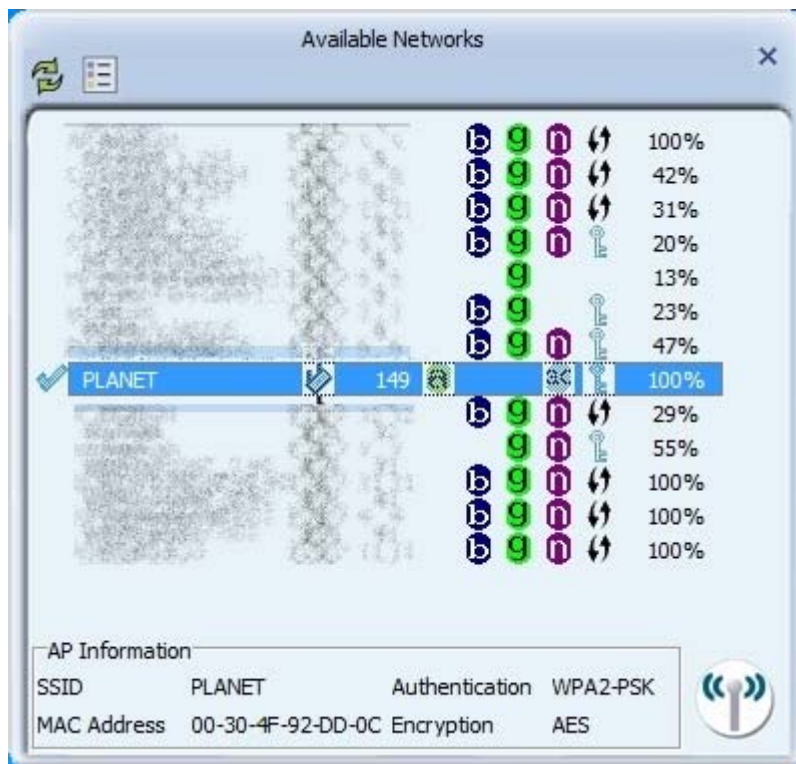 Available Networks
b g n 100%
b g n 42%
b g n 31%
b g n 20%
g 13%
b g 23%
b g n 47%
PLANET 149 a ac 100%
b g n 29%
g n 55%
b g n 100%
b g n 100%
b g n 100%
AP Information
SSID PLANET Authentication WPA2-PSK
MAC Address 00-30-4F-92-DD-0C Encryption AES